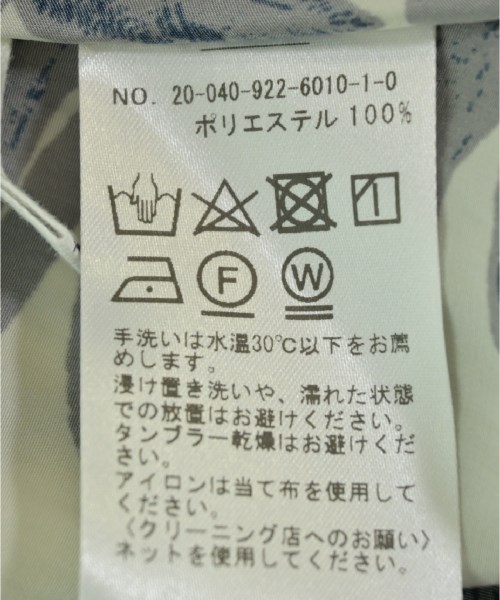 NO. 20-040-922-6010-1-0
ポリエステル 100%
F
W
手洗いは水温30℃以下をお薦
めします。
浸け置き洗いや、濡れた状態
での放置はお避けください。
タンブラー乾燥はお避けくだ
さい。
アイロンは当て布を使用して
ください。
〈クリーニング店へのお願い〉
ネットを使用してください。